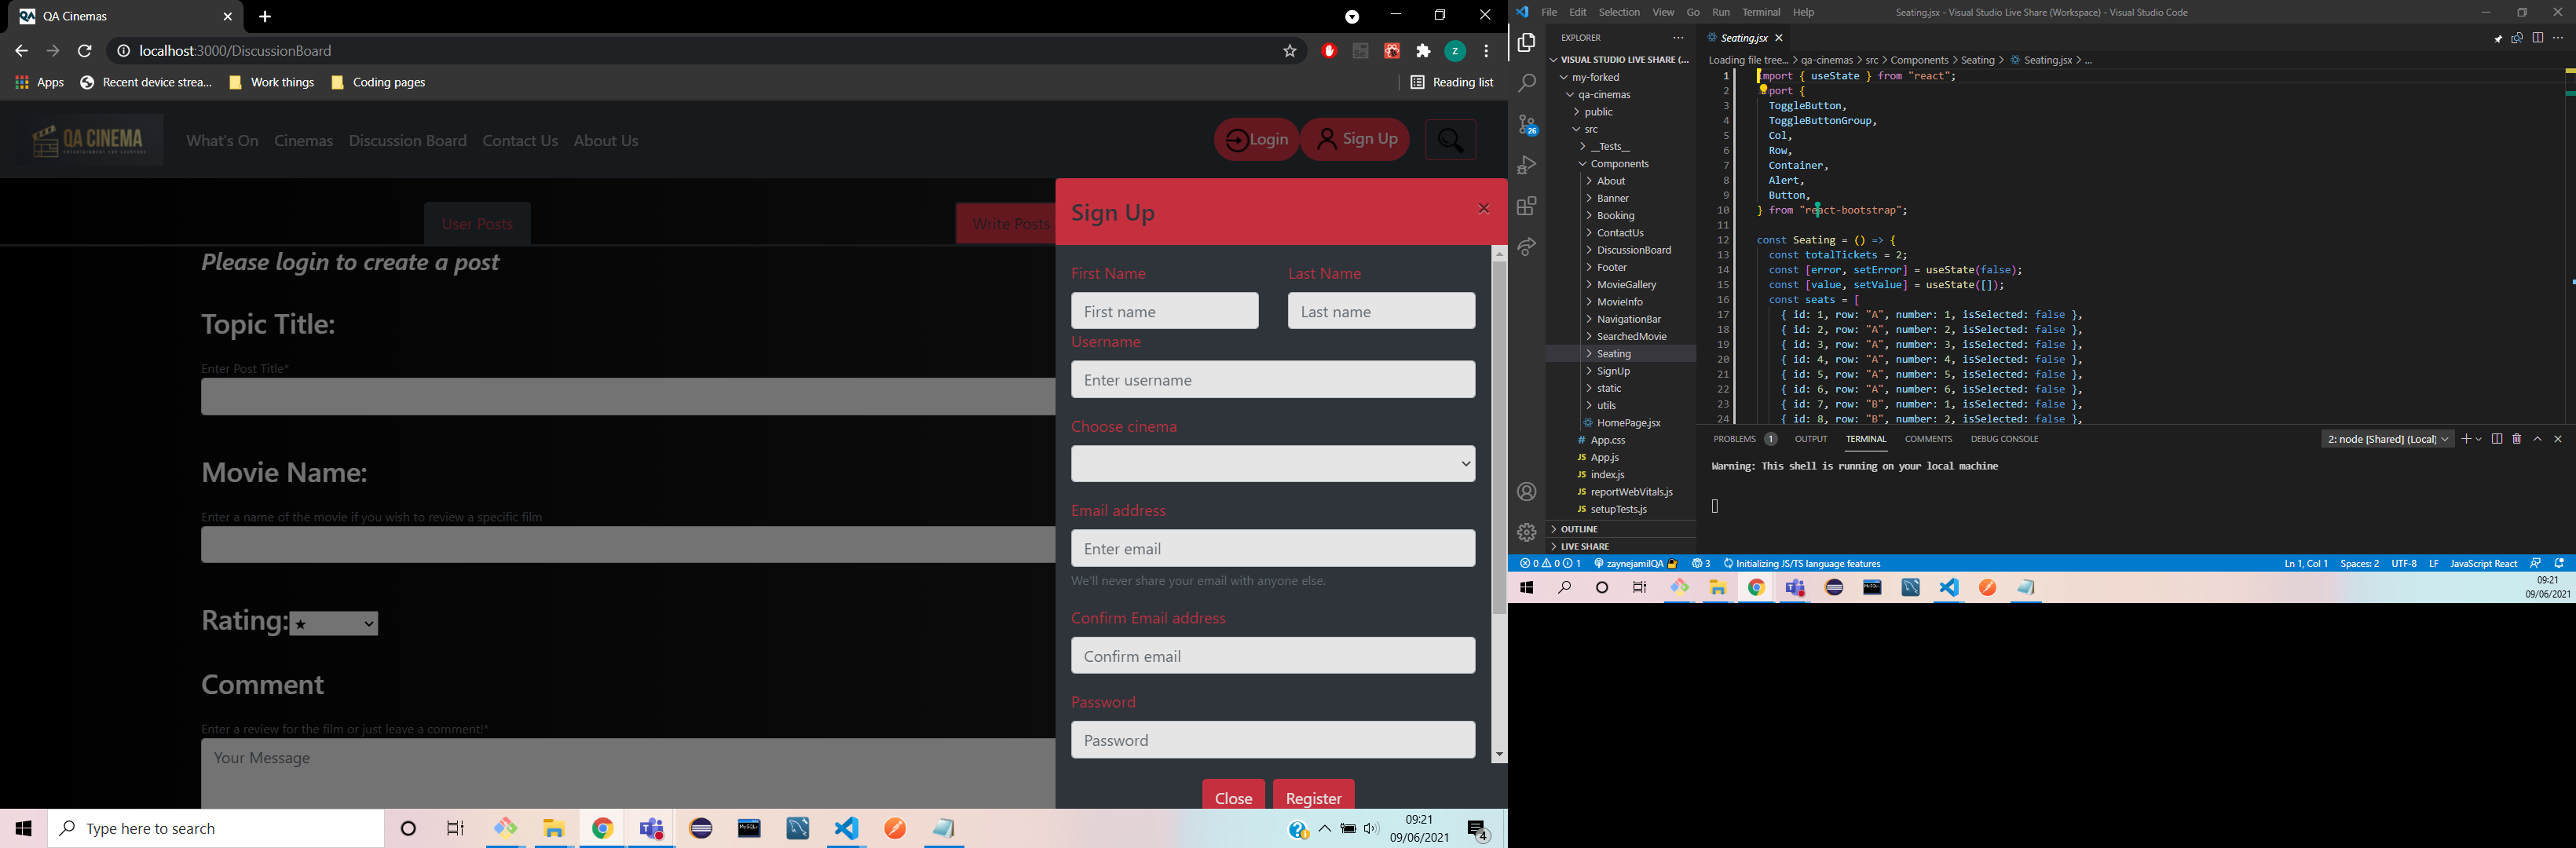 QA Cinemas
localhost:3000/DiscussionBoard
Apps
Recent device strea...
Work things
Coding pages
Reading list
QA CINEMA
What's On
Cinemas
Discussion Board
Contact Us
About Us
Login
Sign Up
User Posts
Write Posts
Please login to create a post
Topic Title:
Enter Post Title*
Movie Name:
Enter a name of the movie if you wish to review a specific film
Rating:
★
Comment
Enter a review for the film or just leave a comment!*
Your Message
Sign Up
×
First Name
Last Name
First name
Last name
Username
Enter username
Choose cinema
Email address
Enter email
We'll never share your email with anyone else.
Confirm Email address
Confirm email
Password
Password
Close
Register
Type here to search
09:21
09/06/2021
4
File Edit Selection View Go Run Terminal Help
Seating.jsx - Visual Studio Live Share (Workspace) - Visual Studio Code
EXPLORER
VISUAL STUDIO LIVE SHARE (...
my-forked
qa-cinemas
public
src
__Tests__
Components
About
Banner
Booking
ContactUs
DiscussionBoard
Footer
MovieGallery
MovieInfo
NavigationBar
SearchedMovie
Seating
SignUp
static
utils
HomePage.jsx
# App.css
JS App.js
JS index.js
JS reportWebVitals.js
JS setupTests.js
OUTLINE
LIVE SHARE
26
Seating.jsx
Loading file tree... > qa-cinemas > src > Components > Seating > Seating.jsx > ...
1 import { useState } from "react";
2 port {
3 ToggleButton,
4 ToggleButtonGroup,
5 Col,
6 Row,
7 Container,
8 Alert,
9 Button,
10 } from "react-bootstrap";
11
12 const Seating = () => {
13 const totalTickets = 2;
14 const [error, setError] = useState(false);
15 const [value, setValue] = useState([]);
16 const seats = [
17 { id: 1, row: "A", number: 1, isSelected: false },
18 { id: 2, row: "A", number: 2, isSelected: false },
19 { id: 3, row: "A", number: 3, isSelected: false },
20 { id: 4, row: "A", number: 4, isSelected: false },
21 { id: 5, row: "A", number: 5, isSelected: false },
22 { id: 6, row: "A", number: 6, isSelected: false },
23 { id: 7, row: "B", number: 1, isSelected: false },
24 { id: 8, row: "B", number: 2, isSelected: false },
PROBLEMS 1 OUTPUT TERMINAL COMMENTS DEBUG CONSOLE
2: node [Shared] (Local)
Warning: This shell is running on your local machine
0 0 1 zaynejamilQA 3 Initializing JS/TS language features
Ln 1, Col 1 Spaces: 2 UTF-8 LF JavaScript React
09:21
09/06/2021